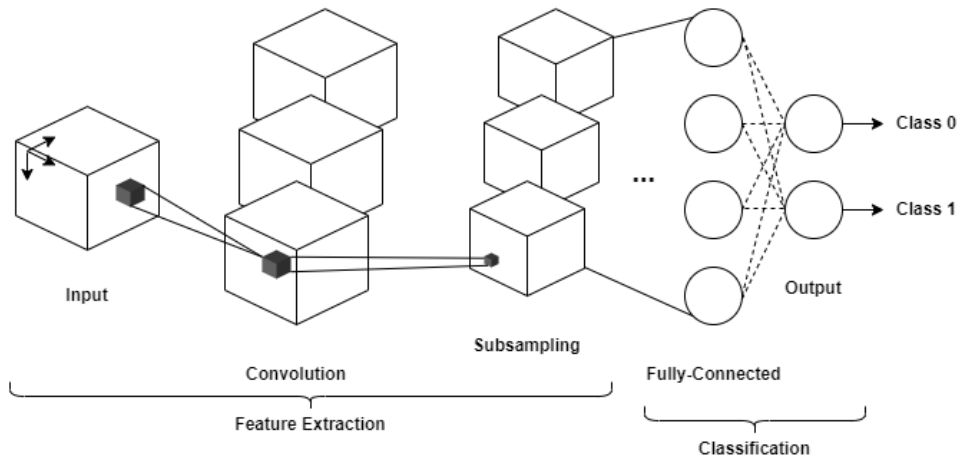 Class 0
...
Class 1
Input
Output
Subsampling
Convolution
Fully-Connected
Feature Extraction
Classification